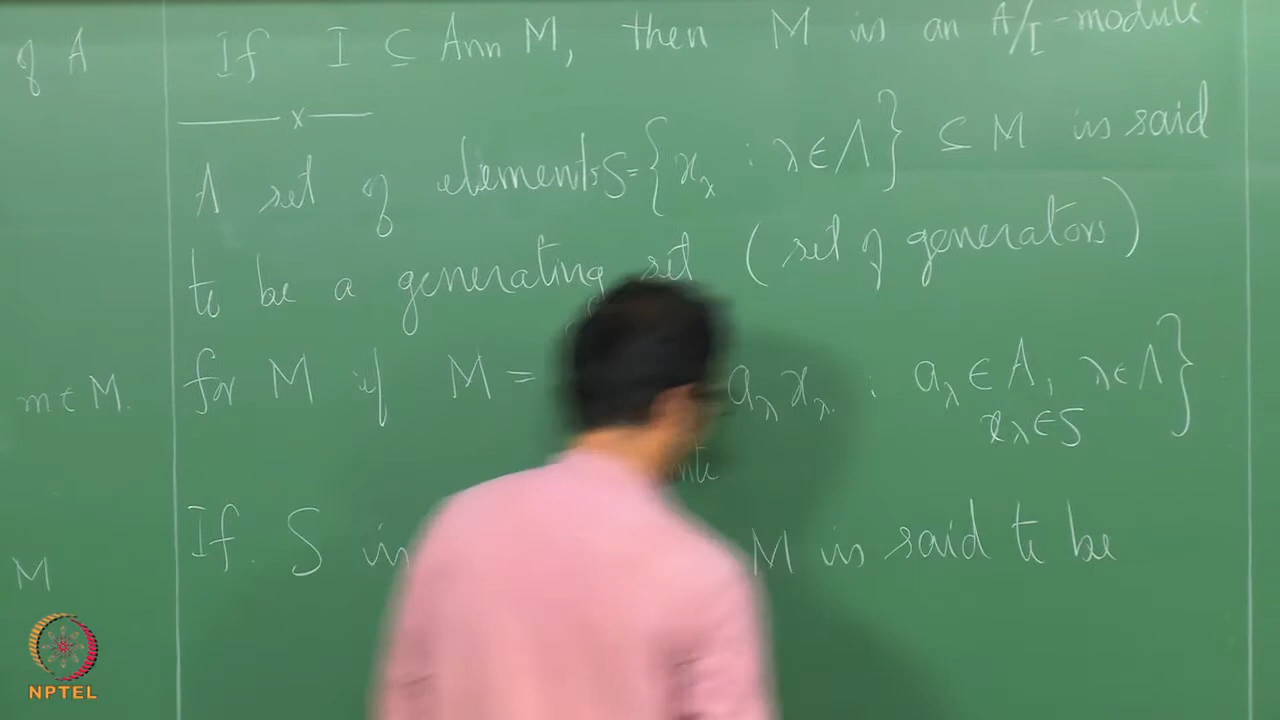 of A
If I ⊆ Ann M, then M is an A/I-module
A set of elements S={x_λ : λ∈Λ} ⊆ M is said
to be a generating set (set of generators)
for M if M = a_λ x_λ : a_λ ∈ A, λ∈Λ}
x_λ∈S
m ∈ M.
If S is M is said to be
M
NPTEL